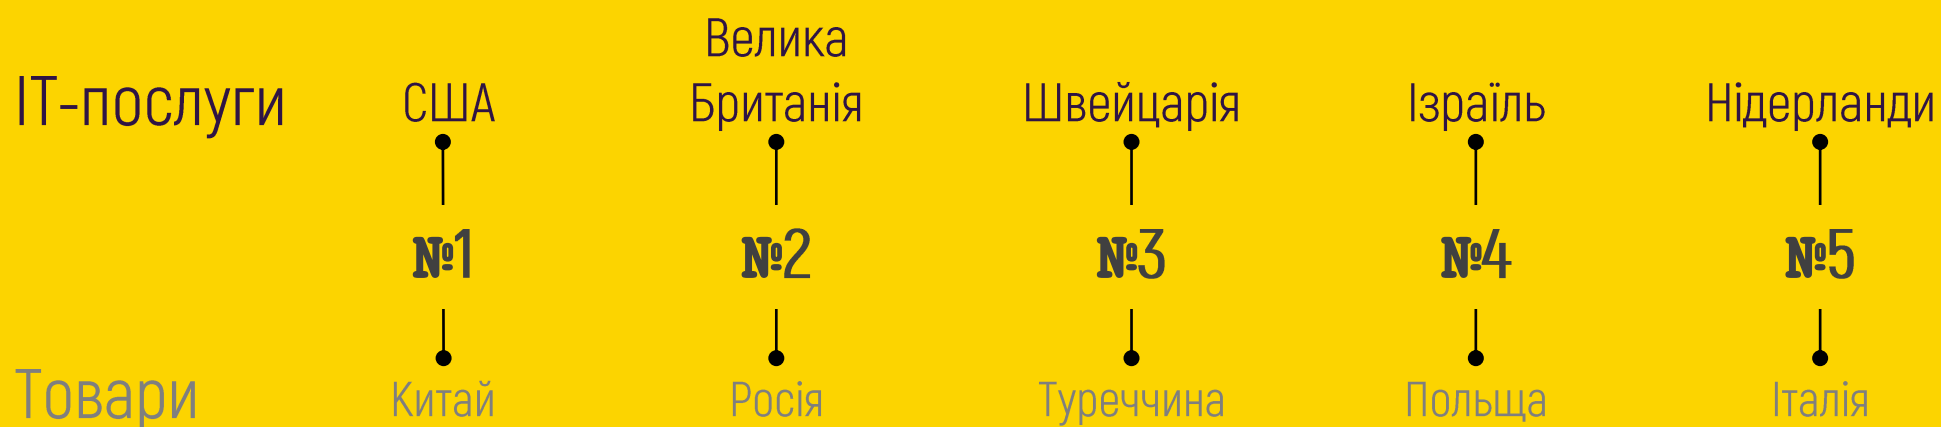 Велика
ІТ-послуги США Британія Швейцарія Ізраїль Нідерланди
№1 №2 №3 №4 №5
Товари Китай Росія Туреччина Польща Італія